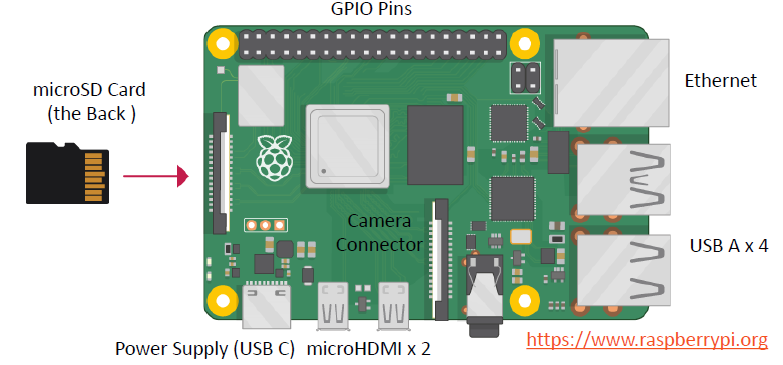 GPIO Pins
microSD Card
(the Back )
Ethernet
Camera
Connector
USB A x 4
Power Supply (USB C) microHDMI x 2
https://www.raspberrypi.org